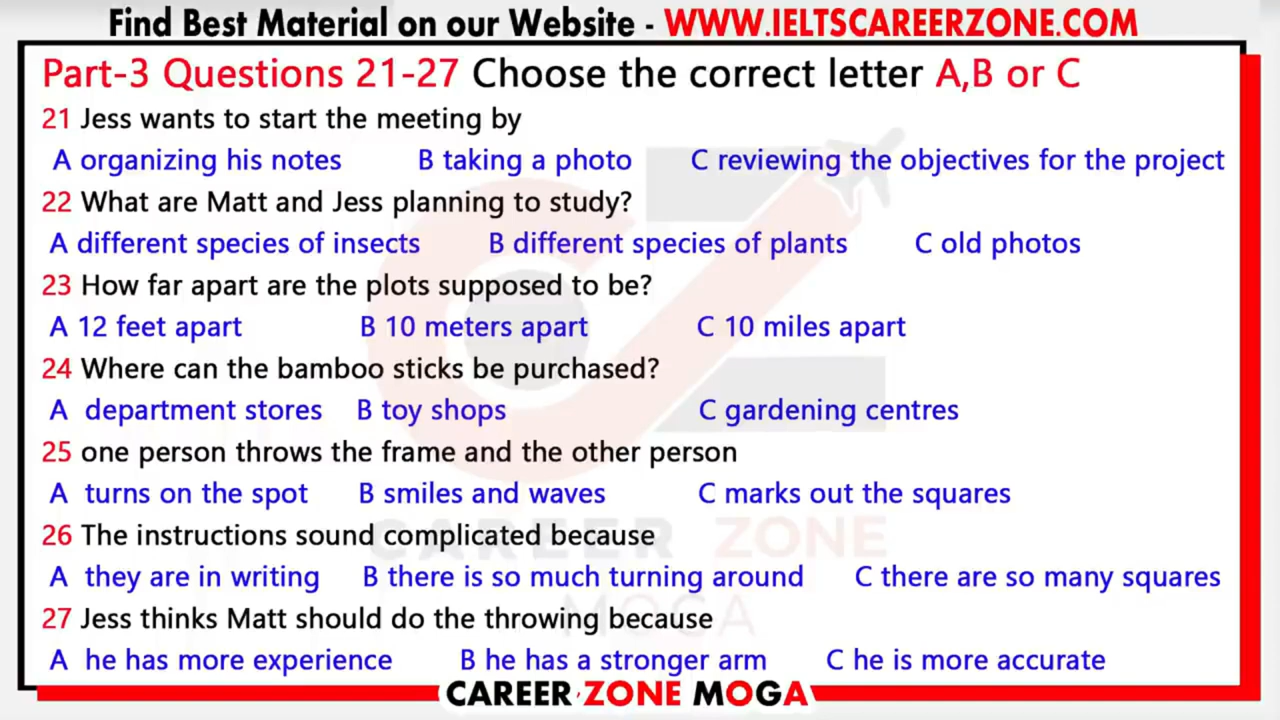 Find Best Material on our Website - WWW.IELTSCAREERZONE.COM
Part-3 Questions 21-27 Choose the correct letter A,B or C
21 Jess wants to start the meeting by
A organizing his notes B taking a photo C reviewing the objectives for the project
22 What are Matt and Jess planning to study?
A different species of insects B different species of plants C old photos
23 How far apart are the plots supposed to be?
A 12 feet apart B 10 meters apart C 10 miles apart
24 Where can the bamboo sticks be purchased?
A department stores B toy shops C gardening centres
25 one person throws the frame and the other person
A turns on the spot B smiles and waves C marks out the squares
26 The instructions sound complicated because
CAREER ZONE
A they are in writing B there is so much turning around C there are so many squares
27 Jess thinks Matt should do the throwing because
MOGA
A he has more experience B he has a stronger arm C he is more accurate
CAREER ZONE MOGA